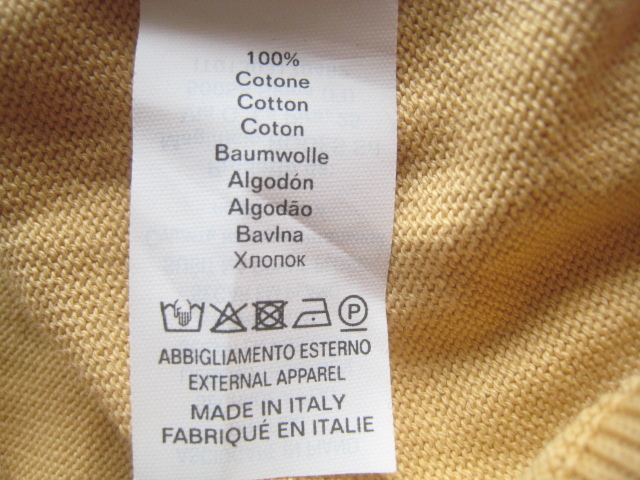 100%
Cotone
Cotton
Coton
Baumwolle
Algodón
Algodão
Bavlna
Хлопок
P
ABBIGLIAMENTO ESTERNO
EXTERNAL APPAREL
MADE IN ITALY
FABRIQUÉ EN ITALIE